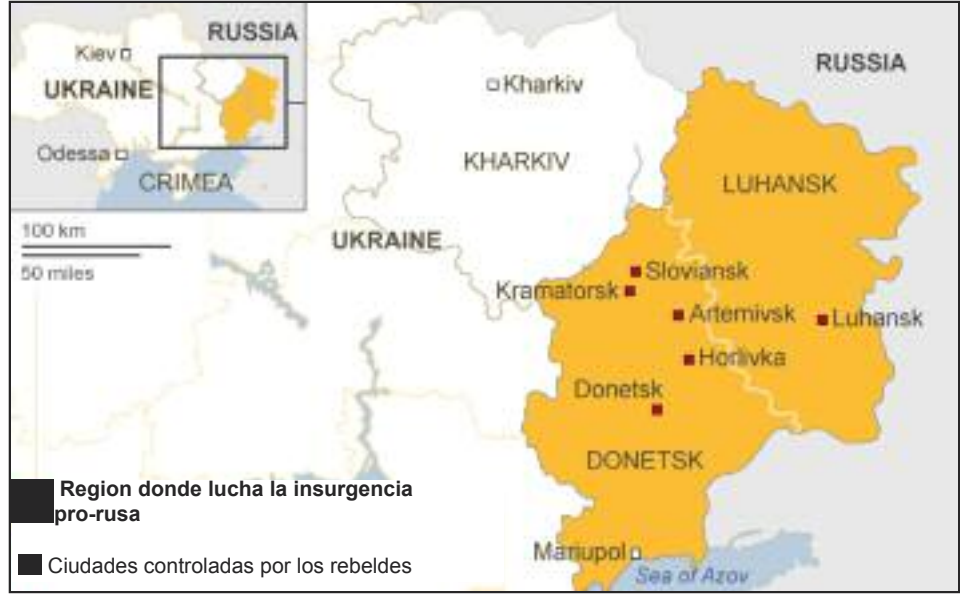 RUSSIA
Kiev
UKRAINE
Odessa
CRIMEA
100 km
50 miles
RUSSIA
Kharkiv
KHARKIV
LUHANSK
UKRAINE
Sloviansk
Kramatorsk
Artemivsk
Luhansk
Horlivka
Donetsk
DONETSK
Region donde lucha la insurgencia
pro-rusa
Mariupol
Ciudades controladas por los rebeldes
Sea of Azov